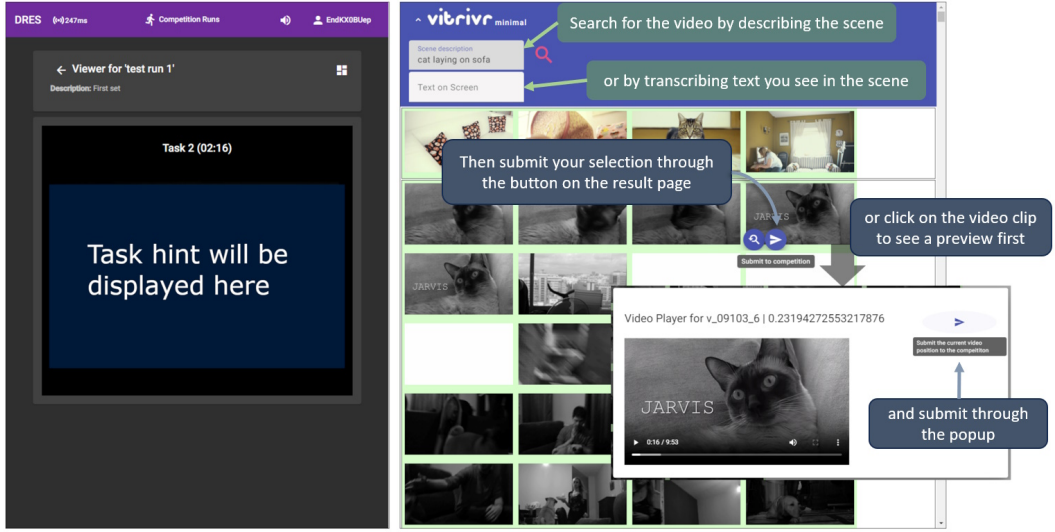 DRES
247ms
Competition Runs
EndKX0BUep
Viewer for 'test run 1'
Description: First set
Task 2 (02:16)
Task hint will be
displayed here
vitrivr minimal
Scene description
cat laying on sofa
Text on Screen
Search for the video by describing the scene
or by transcribing text you see in the scene
Then submit your selection through
the button on the result page
JARVIS
Submit to competition
or click on the video clip
to see a preview first
JARVIS
Video Player for v_09103_6 | 0.23194272553217876
Submit the current video
position to the competiton
JARVIS
0:16 / 9:53
and submit through
the popup